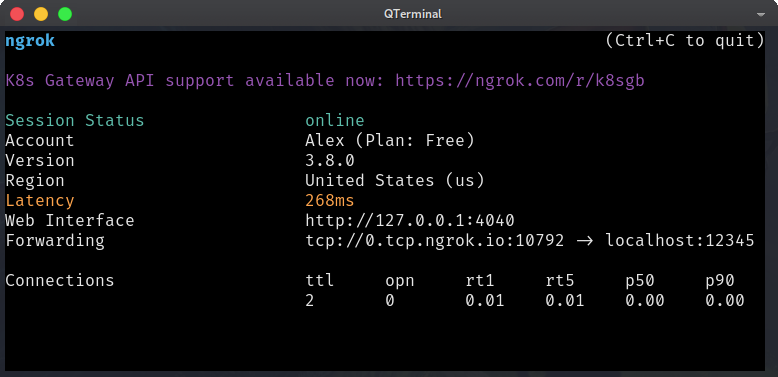 QTerminal
ngrok (Ctrl+C to quit)
K8s Gateway API support available now: https://ngrok.com/r/k8sgb
Session Status online
Account Alex (Plan: Free)
Version 3.8.0
Region United States (us)
Latency 268ms
Web Interface http://127.0.0.1:4040
Forwarding tcp://0.tcp.ngrok.io:10792 -> localhost:12345
Connections ttl opn rt1 rt5 p50 p90
2 0 0.01 0.01 0.00 0.00